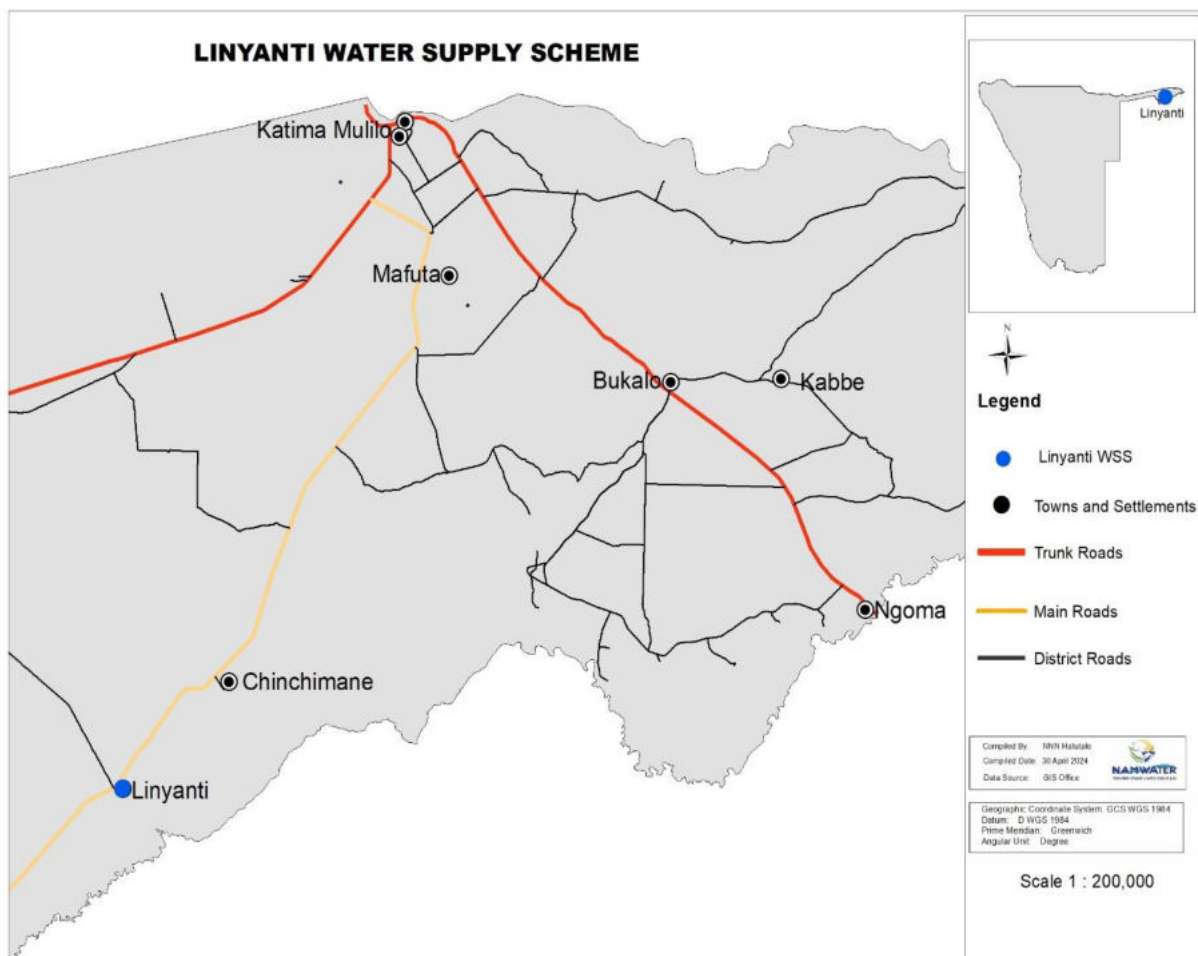 LINYANTI WATER SUPPLY SCHEME
Katima Mulilo
Mafuta
Bukalo
Kabbe
Ngoma
Chinchimane
Linyanti
Linyanti
N
Legend
Linyanti WSS
Towns and Settlements
Trunk Roads
Main Roads
District Roads
Compiled By: NNN
Compiled Date: 30 April 2024
Data Source: GIS Office
NAMWATER
Geographic Coordinate System: GCS WGS 1984
Datum: D WGS 1984
Prime Meridian: Greenwich
Angular Unit: Degree
Scale 1 : 200,000